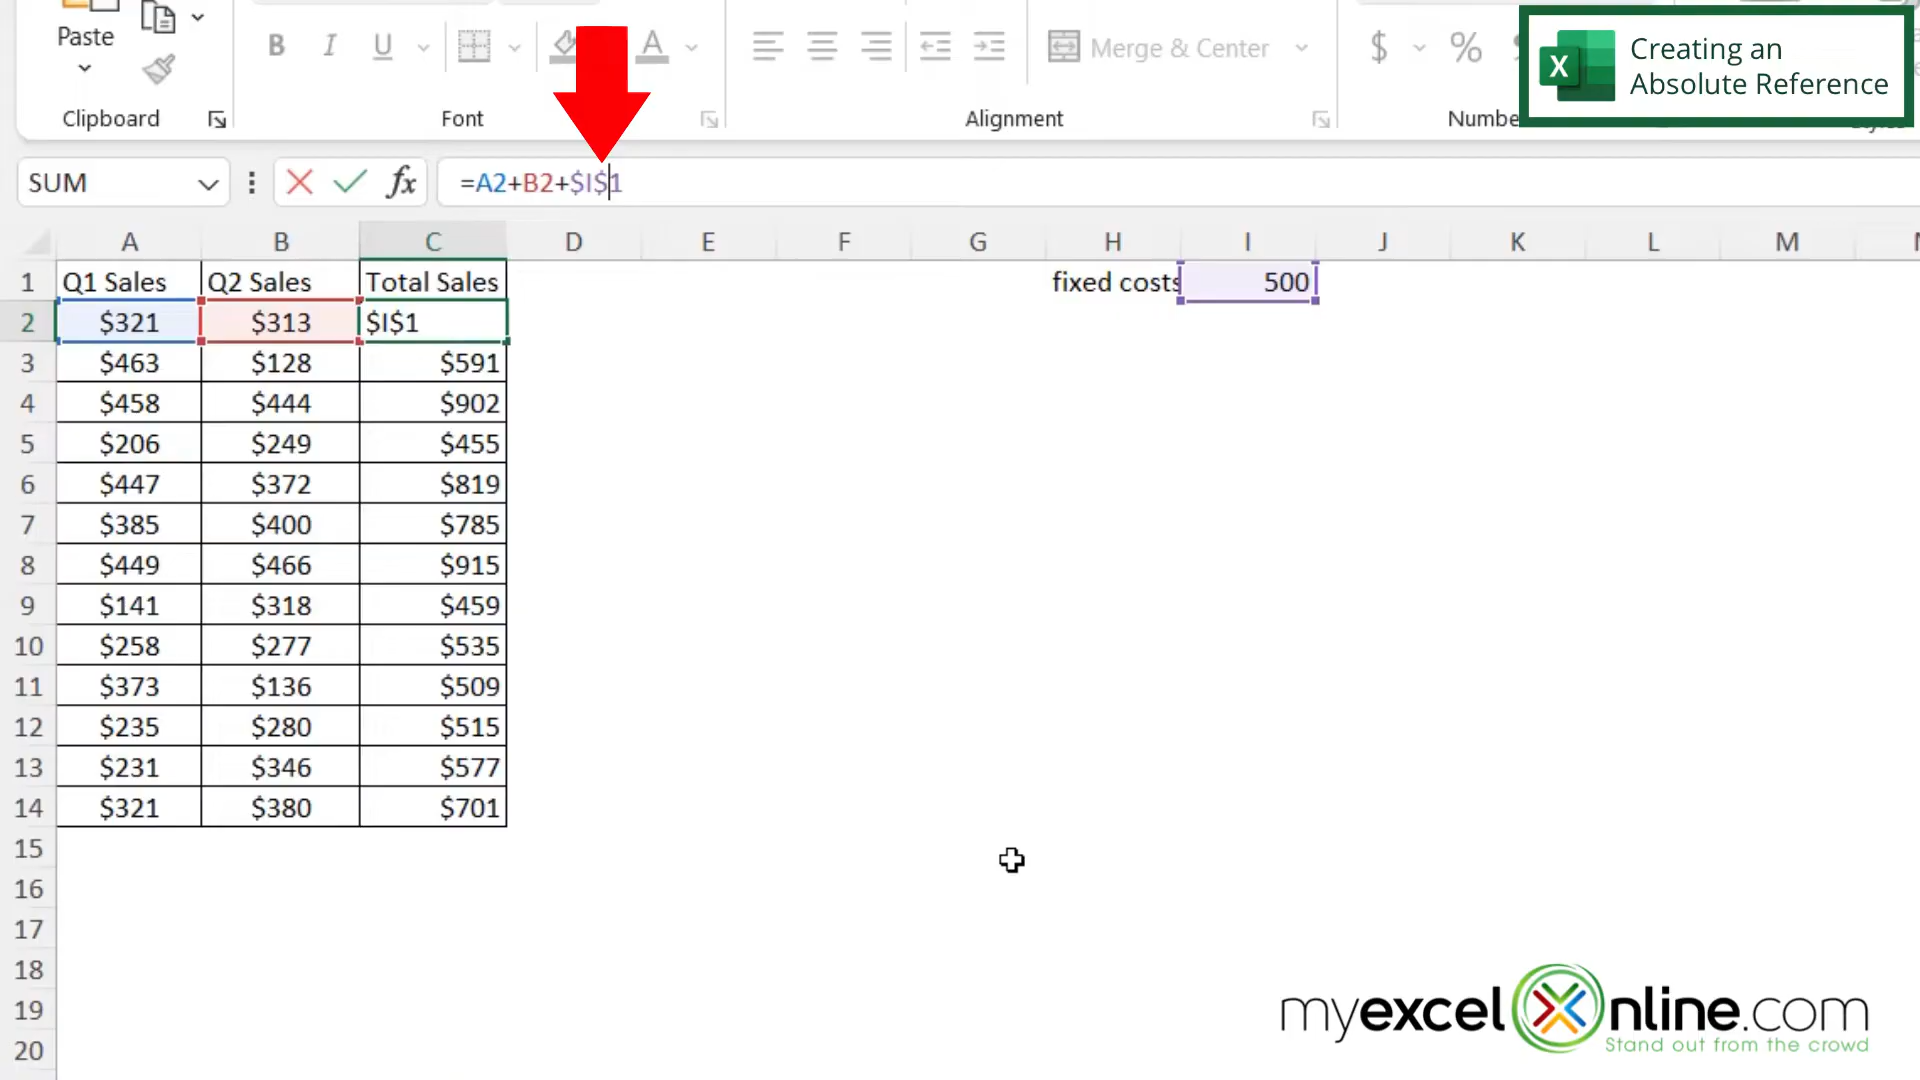 Paste
B I U A
Merge & Center
$ %
Clipboard
Font
Alignment
Creating an
Absolute Reference
X
SUM
fx
=A2+B2+$I$1
A B C D E F G H I J K L M
1 Q1 Sales Q2 Sales Total Sales fixed costs 500
2 $321 $313 $I$1
3 $463 $128 $591
4 $458 $444 $902
5 $206 $249 $455
6 $447 $372 $819
7 $385 $400 $785
8 $449 $466 $915
9 $141 $318 $459
10 $258 $277 $535
11 $373 $136 $509
12 $235 $280 $515
13 $231 $346 $577
14 $321 $380 $701
15
16
17
18
19
20
myexcelOnline.com
Stand out from the crowd